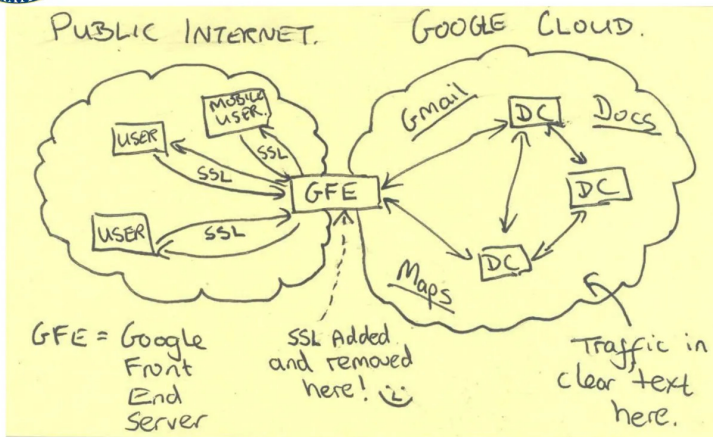 PUBLIC INTERNET.
GOOGLE CLOUD.
MOBILE
USER.
USER
SSL
SSL
USER
SSL
GFE
Gmail
DC
Docs
DC
DC
Maps
GFE = Google
Front
End
Server
SSL Added
and removed
here!
Traffic in
clear text
here.